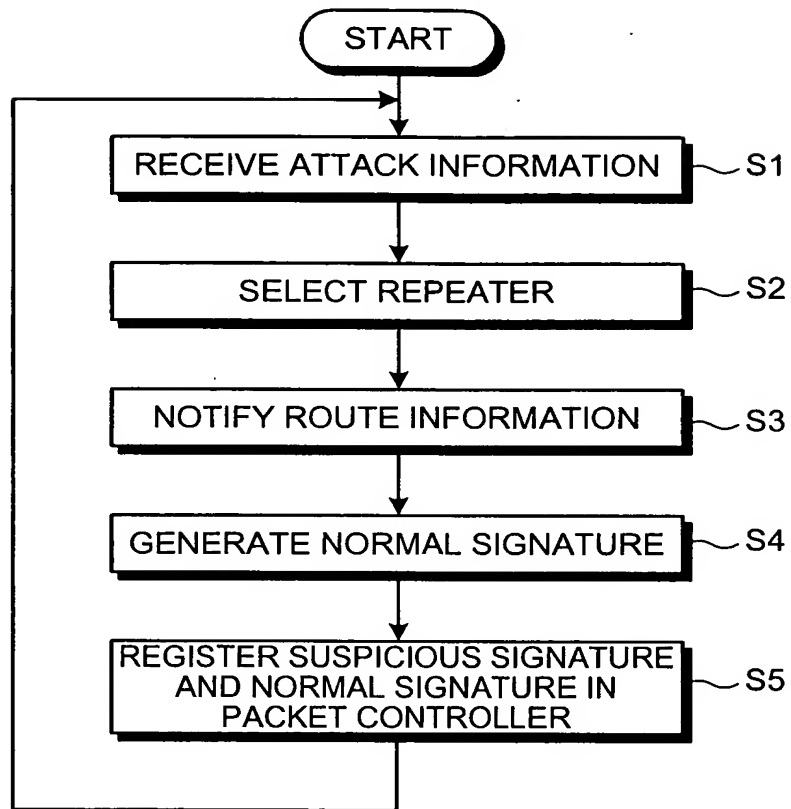 START
RECEIVE ATTACK INFORMATION
S1
SELECT REPEATER
S2
NOTIFY ROUTE INFORMATION
S3
GENERATE NORMAL SIGNATURE
S4
REGISTER SUSPICIOUS SIGNATURE
AND NORMAL SIGNATURE IN
PACKET CONTROLLER
S5